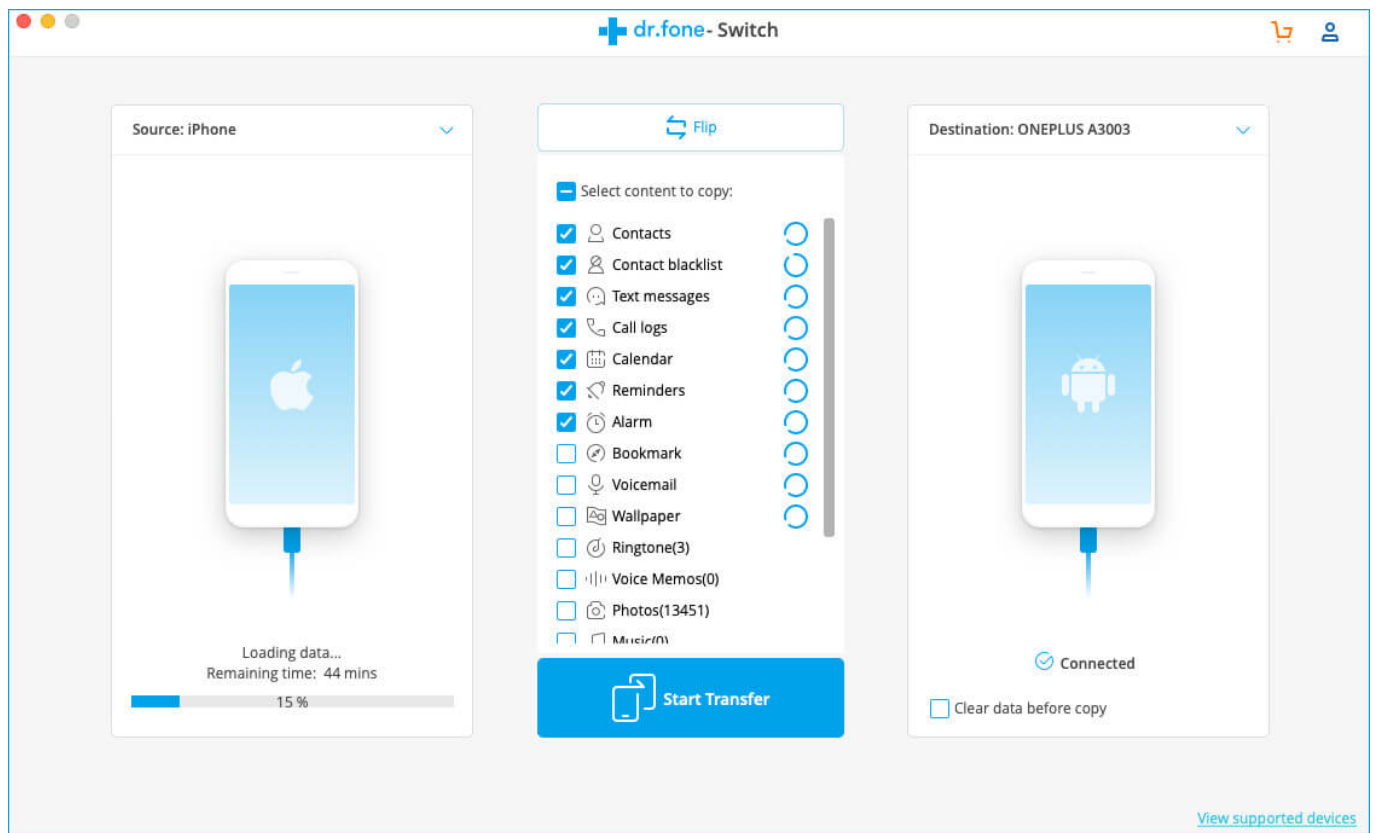 dr.fone - Switch
Source: iPhone
Loading data...
Remaining time: 44 mins
15 %
Flip
Select content to copy:
Contacts
Contact blacklist
Text messages
Call logs
Calendar
Reminders
Alarm
Bookmark
Voicemail
Wallpaper
Ringtone(3)
Voice Memos(0)
Photos(13451)
Music(0)
Start Transfer
Destination: ONEPLUS A3003
Connected
Clear data before copy
View supported devices